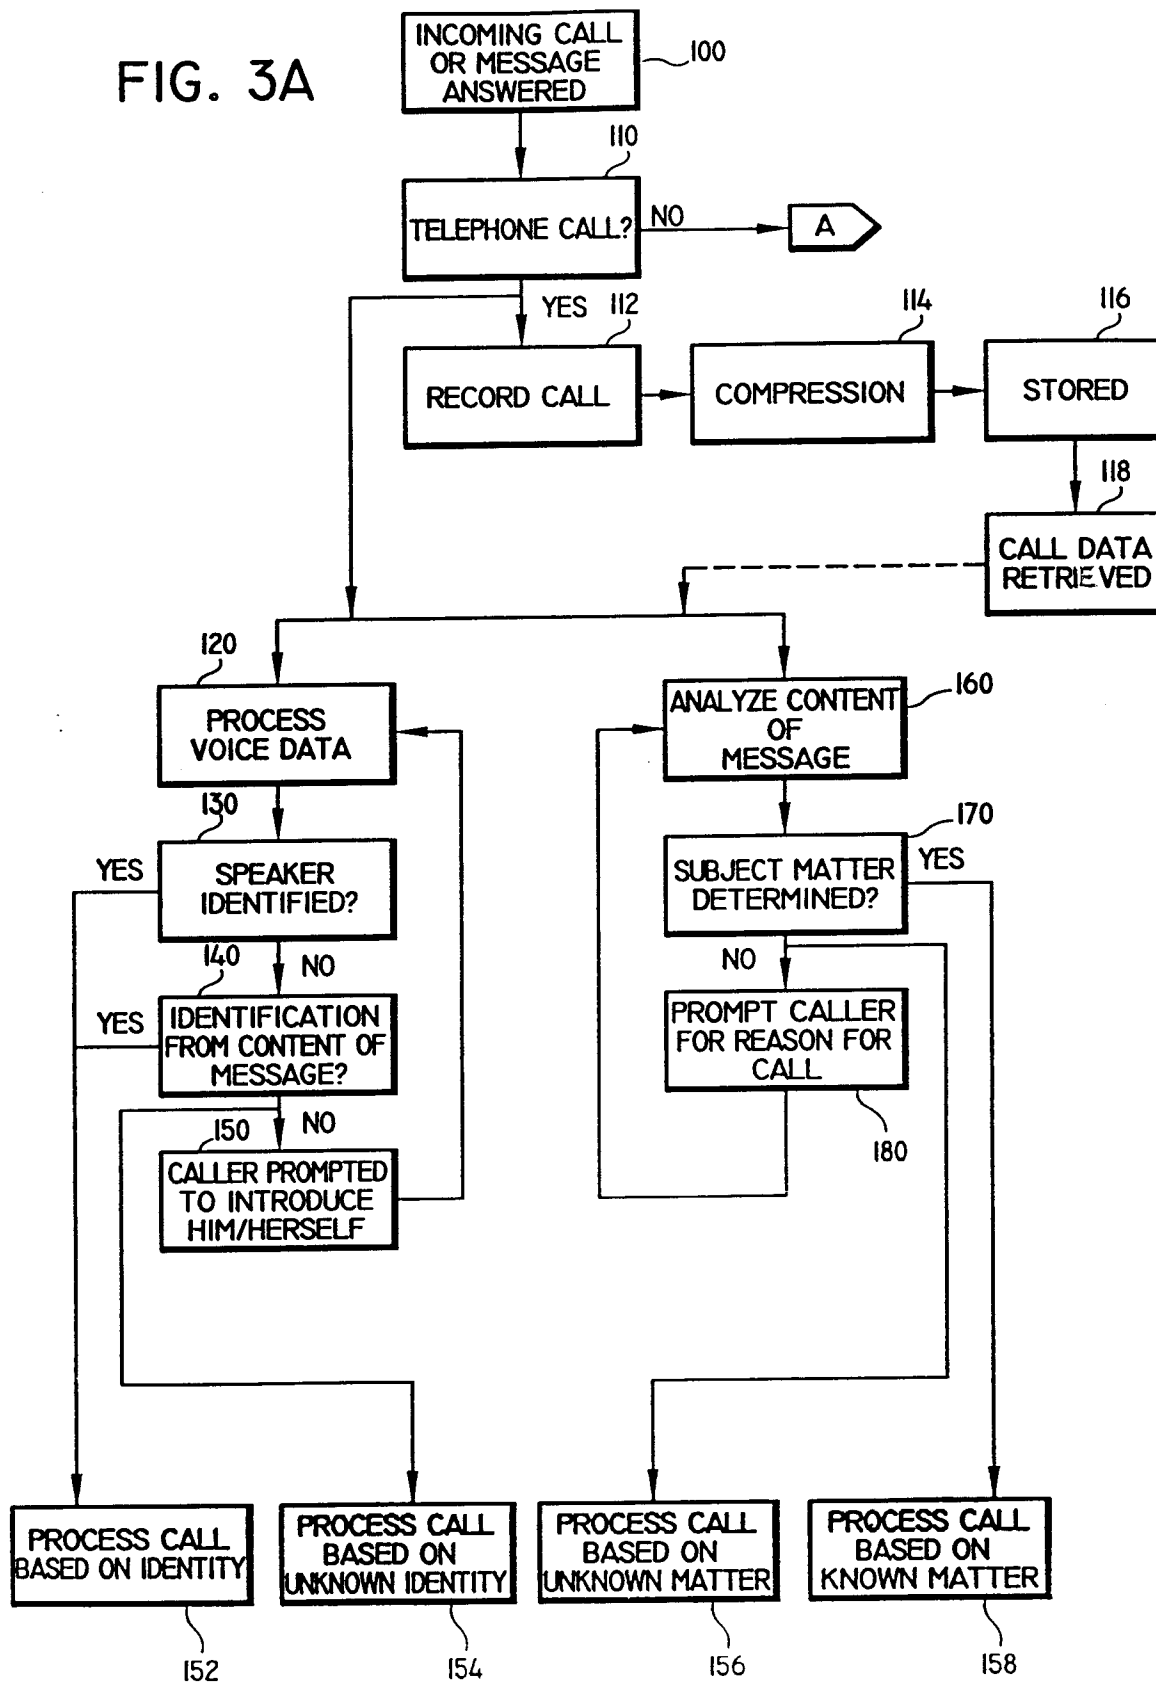 FIG. 3A
INCOMING CALL
OR MESSAGE
ANSWERED
100
110
TELEPHONE CALL?
NO
A
YES
112
RECORD CALL
114
COMPRESSION
116
STORED
118
CALL DATA
RETRIEVED
120
PROCESS
VOICE DATA
130
YES
SPEAKER
IDENTIFIED?
140
NO
YES
IDENTIFICATION
FROM CONTENT OF
MESSAGE?
150
NO
CALLER PROMPTED
TO INTRODUCE
HIM/HERSELF
160
ANALYZE CONTENT
OF
MESSAGE
170
SUBJECT MATTER
DETERMINED?
YES
NO
PROMPT CALLER
FOR REASON FOR
CALL
180
PROCESS CALL
BASED ON IDENTITY
152
PROCESS CALL
BASED ON
UNKNOWN IDENTITY
154
PROCESS CALL
BASED ON
UNKNOWN MATTER
156
PROCESS CALL
BASED ON
KNOWN MATTER
158